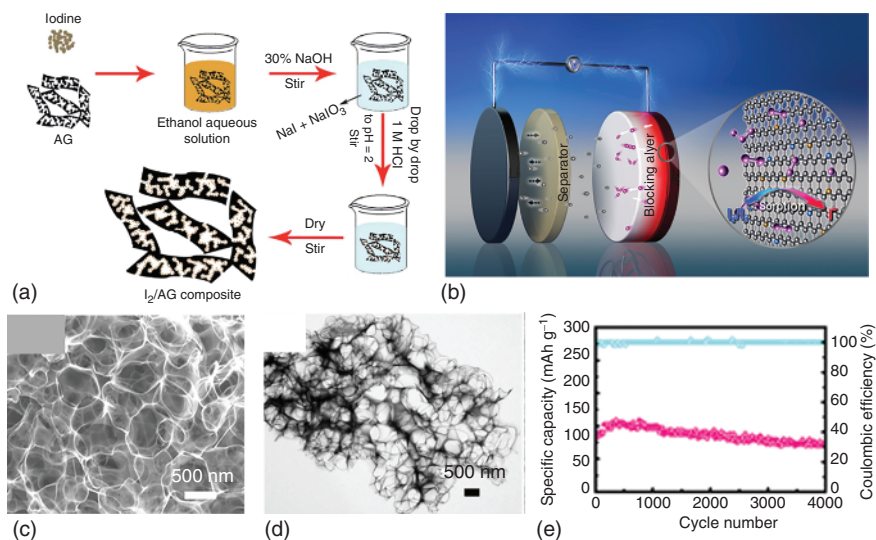 Iodine
AG
Ethanol aqueous
solution
30% NaOH
Stir
NaI + NaIO₃
Drop by drop
1 M HCl
to pH = 2
Stir
Dry
Stir
I₂/AG composite
(a)
V
Separator
Blocking alyer
Sorption
(b)
500 nm
(c)
500 nm
(d)
Specific capacity (mAh g⁻¹)
300
250
200
150
100
50
0
0
1000
2000
3000
4000
Cycle number
100
80
60
40
20
0
Coulombic efficiency (%)
(e)